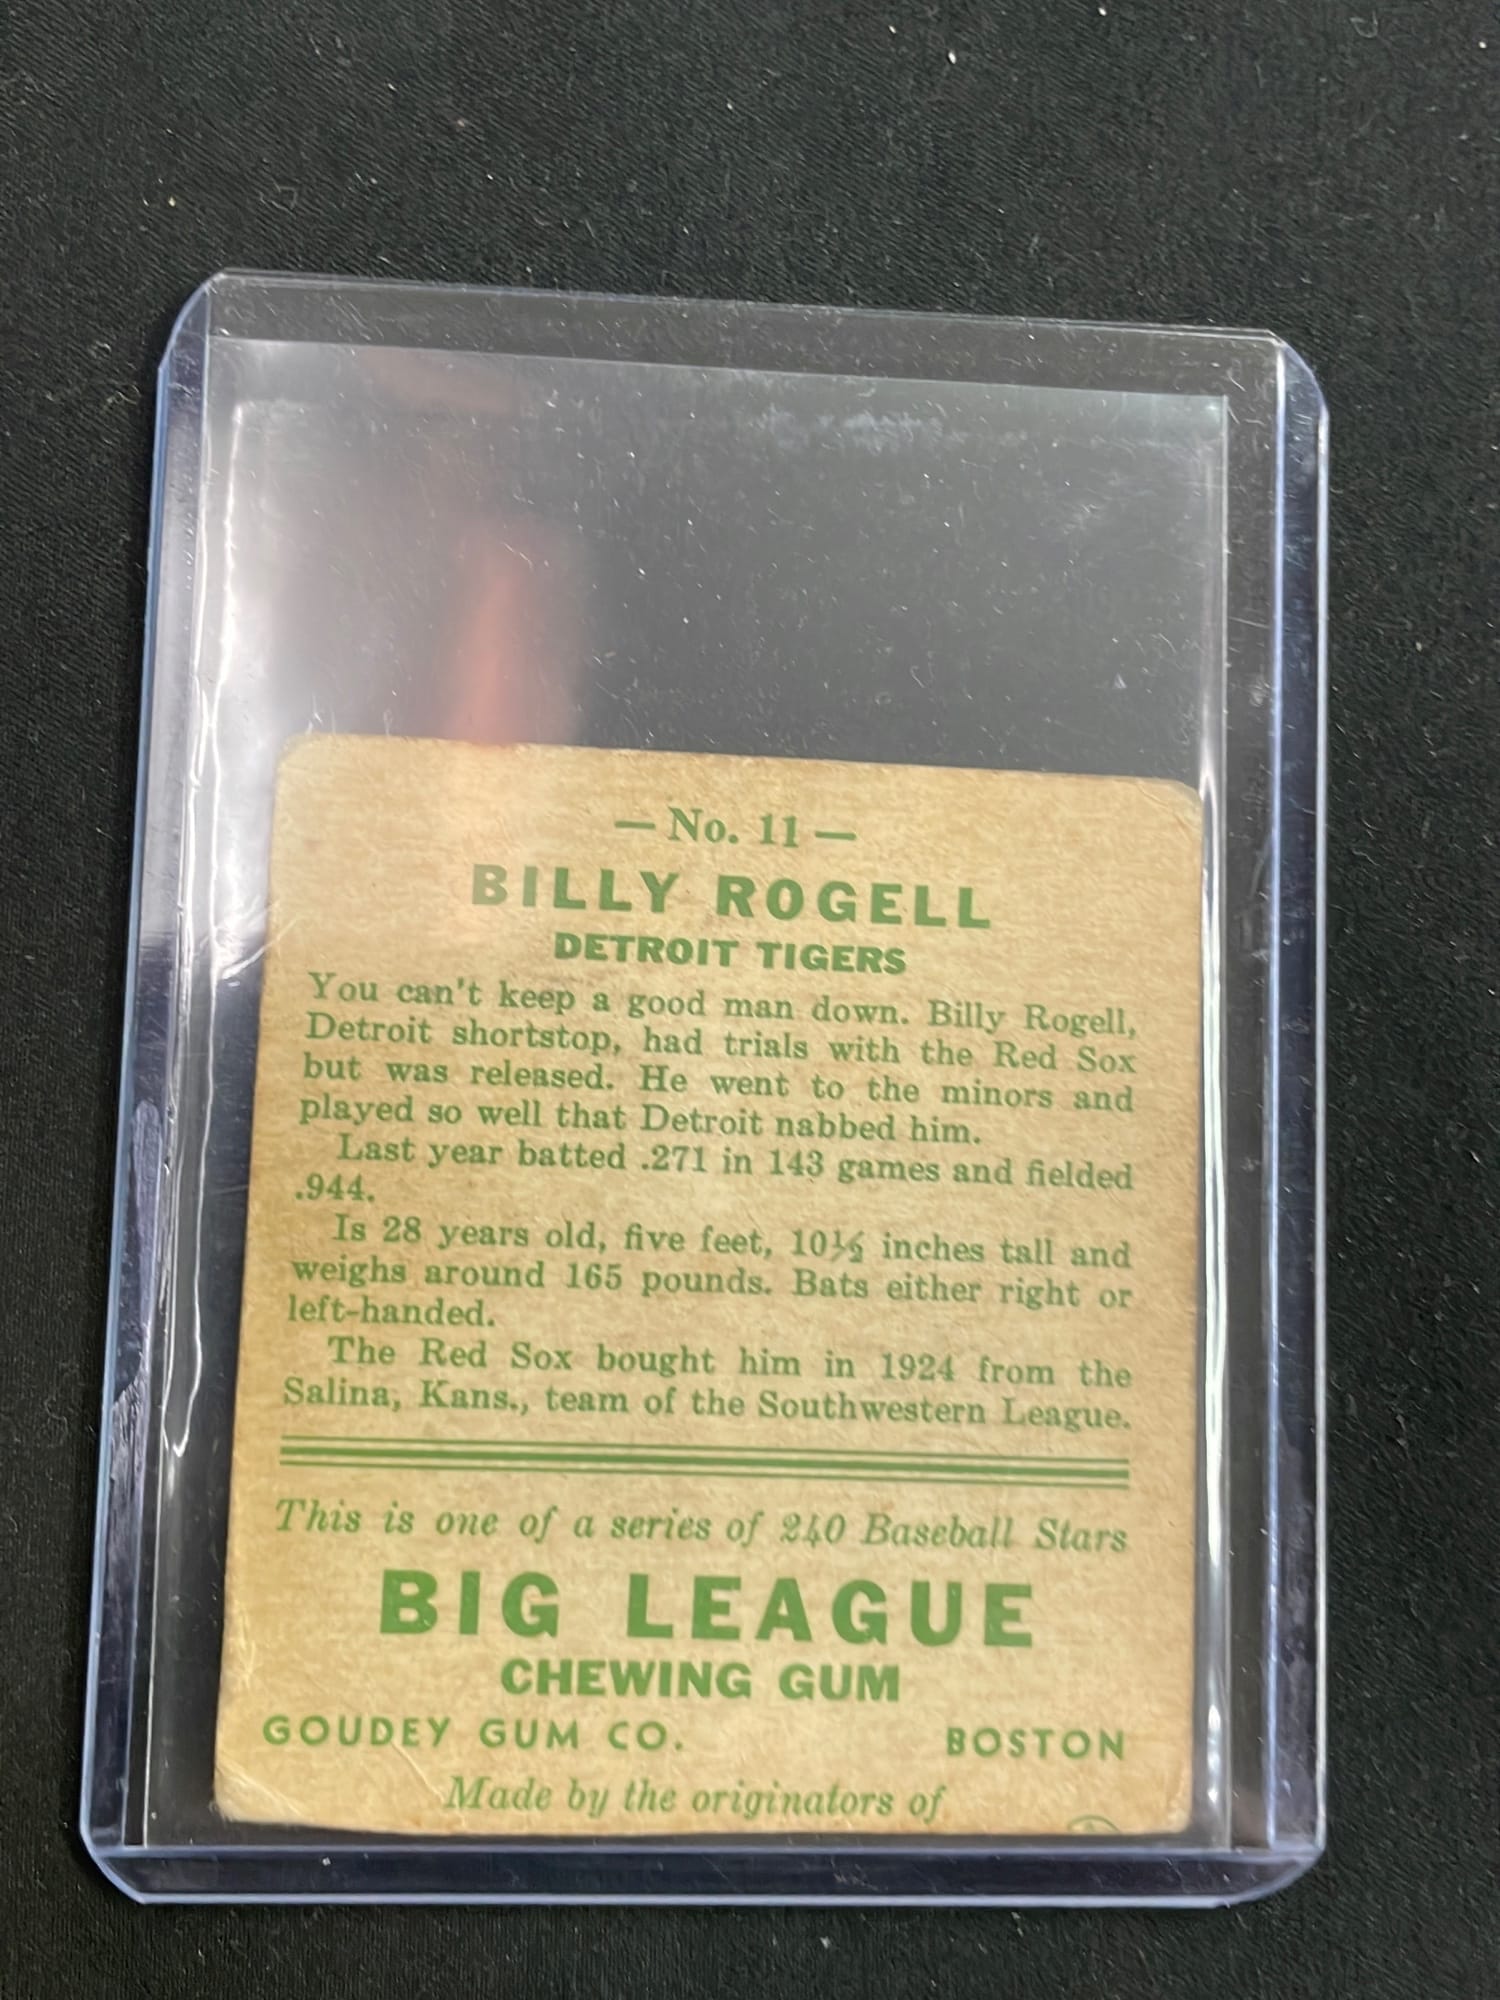 — No. 11 —
BILLY ROGELL
DETROIT TIGERS
You can't keep a good man down. Billy Rogell,
Detroit shortstop, had trials with the Red Sox
but was released. He went to the minors and
played so well that Detroit nabbed him.
Last year batted .271 in 143 games and fielded
.944.
Is 28 years old, five feet, 10½ inches tall and
weighs around 165 pounds. Bats either right or
left-handed.
The Red Sox bought him in 1924 from the
Salina, Kans., team of the Southwestern League.
This is one of a series of 240 Baseball Stars
BIG LEAGUE
CHEWING GUM
GOUDEY GUM CO. BOSTON
Made by the originators of